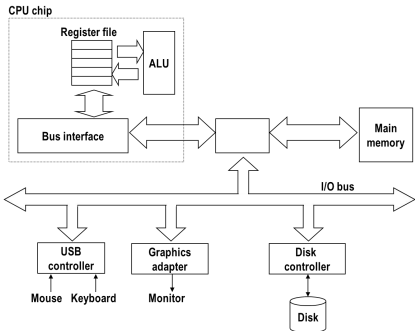 CPU chip
Register file
ALU
Bus interface
Main
memory
I/O bus
USB
controller
Graphics
adapter
Disk
controller
Mouse
Keyboard
Monitor
Disk